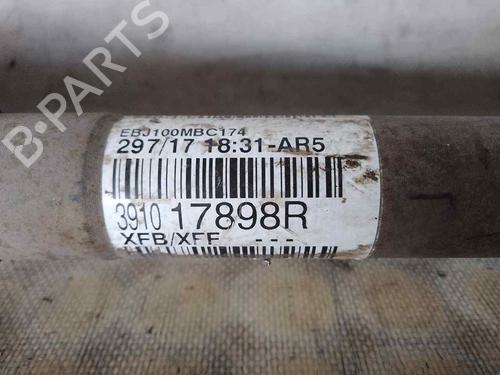 B-PARTS
EBJ100MBC174
297/17 18:31-AR5
3910 17898R
XFB/XFF - - -